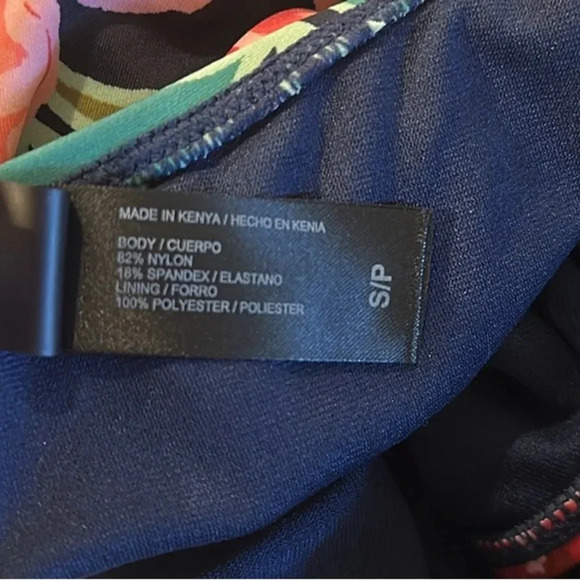 MADE IN KENYA / HECHO EN KENIA
BODY / CUERPO
82% NYLON
18% SPANDEX / ELASTANO
LINING / FORRO
100% POLYESTER / POLIESTER
S/P